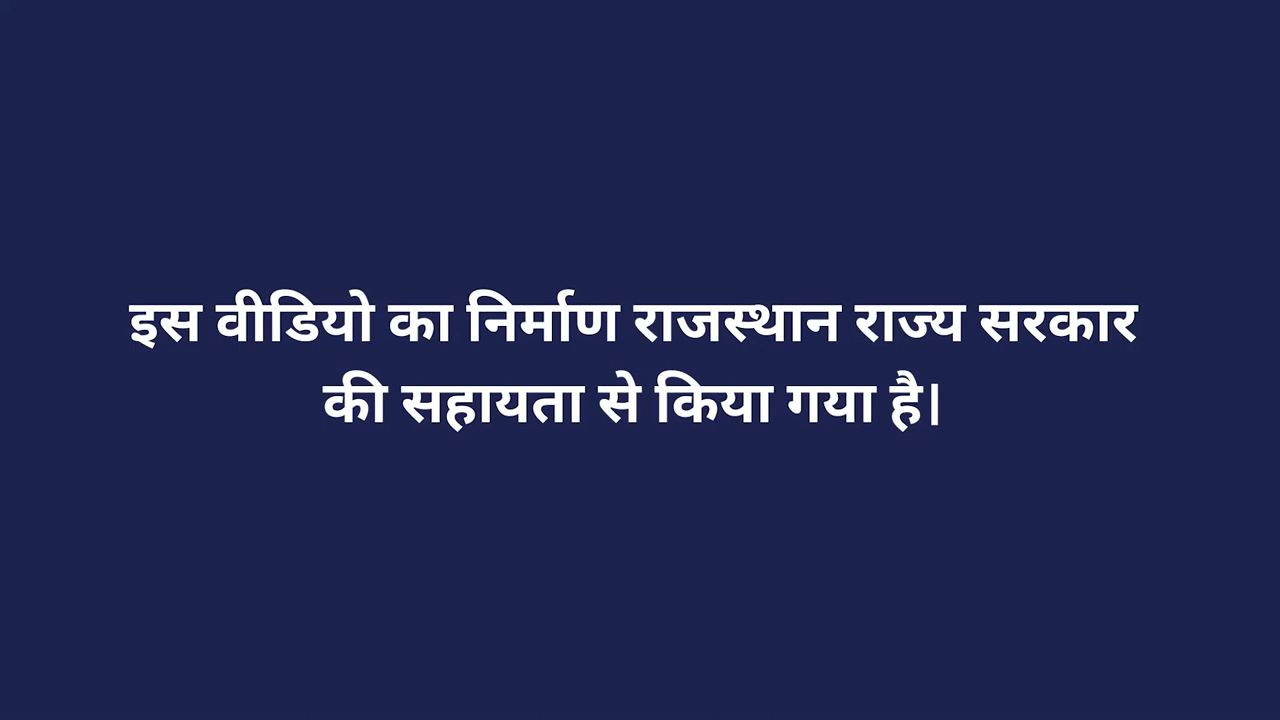 इस वीडियो का निर्माण राजस्थान राज्य सरकार
की सहायता से किया गया है।